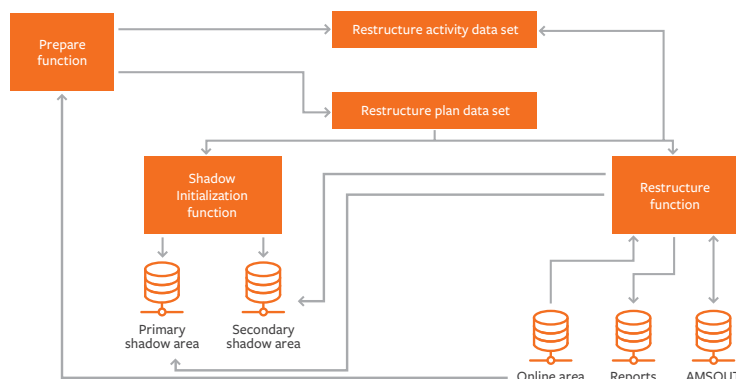 Prepare
function
Restructure activity data set
Restructure plan data set
Shadow
Initialization
function
Restructure
function
Primary
shadow area
Secondary
shadow area
Online area
Reports
AMSOUT